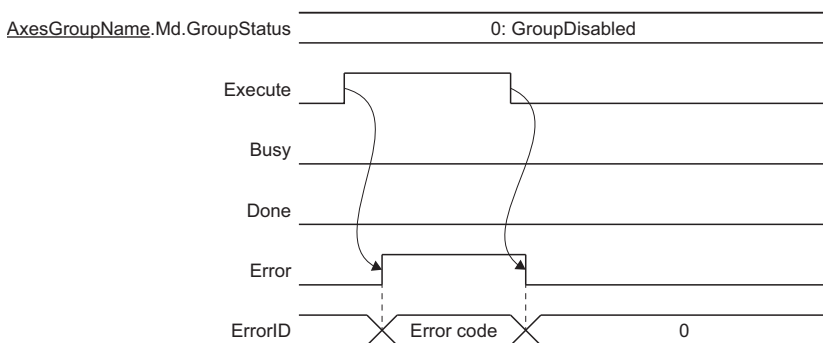 AxesGroupName.Md.GroupStatus 0: GroupDisabled
Execute
Busy
Done
Error
ErrorID Error code 0